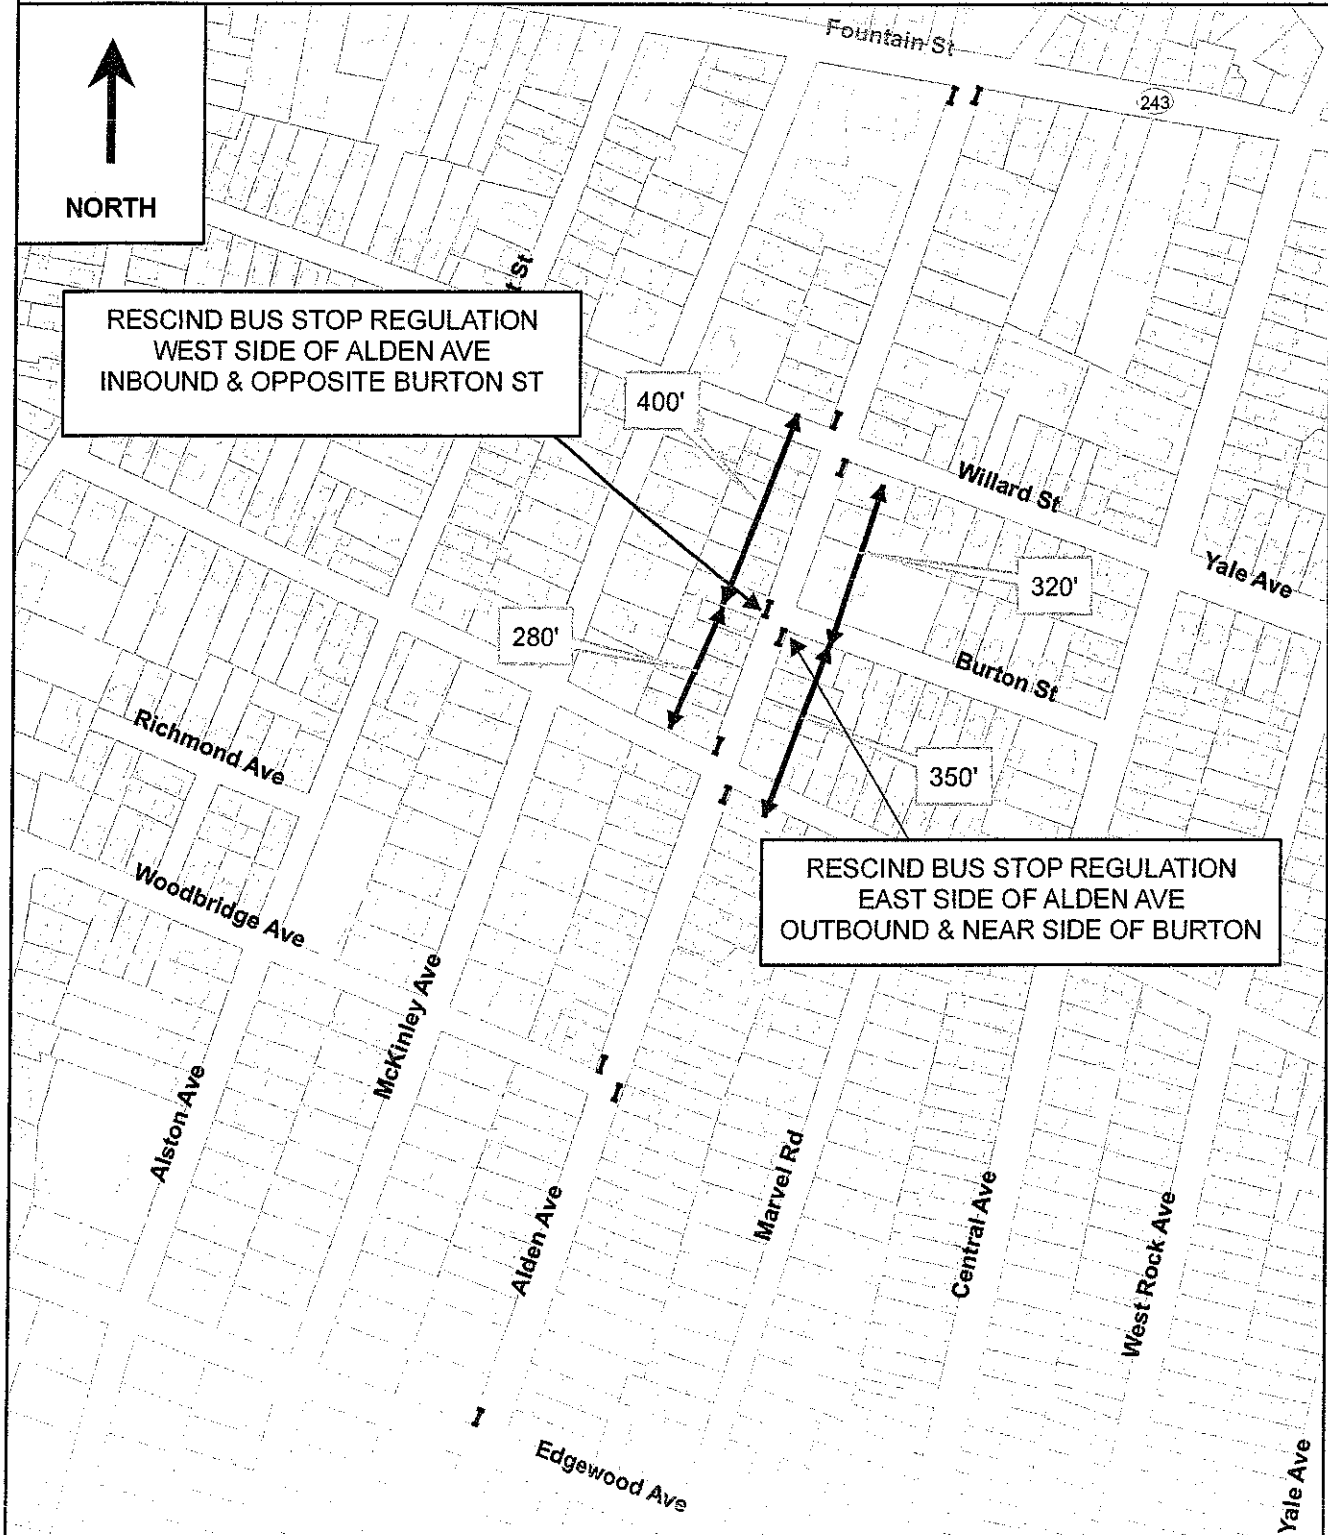 Fountain St
243
NORTH
t St
RESCIND BUS STOP REGULATION
WEST SIDE OF ALDEN AVE
INBOUND & OPPOSITE BURTON ST
400'
Willard St
Yale Ave
320'
280'
Burton St
Richmond Ave
350'
RESCIND BUS STOP REGULATION
EAST SIDE OF ALDEN AVE
OUTBOUND & NEAR SIDE OF BURTON
Woodbridge Ave
McKinley Ave
Alston Ave
Marvel Rd
Alden Ave
Central Ave
West Rock Ave
Edgewood Ave
Yale Ave